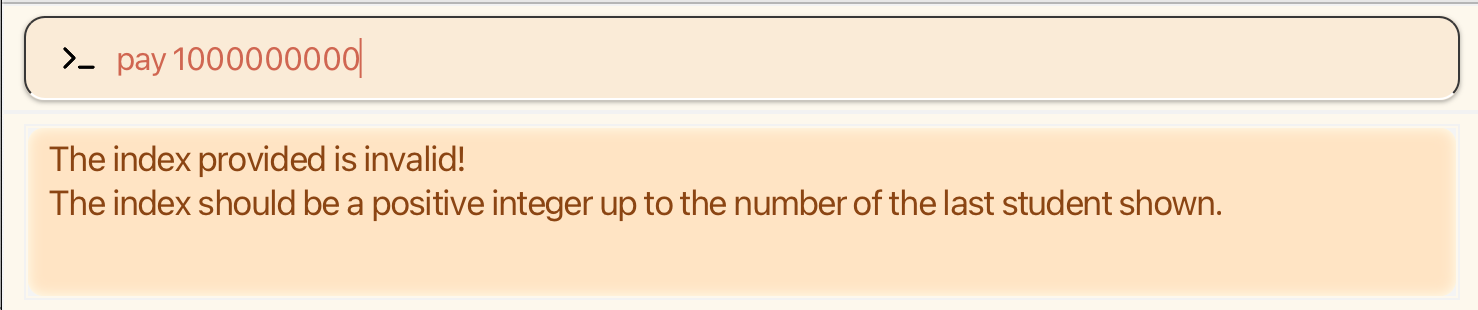 >_ pay 1000000000
The index provided is invalid!
The index should be a positive integer up to the number of the last student shown.